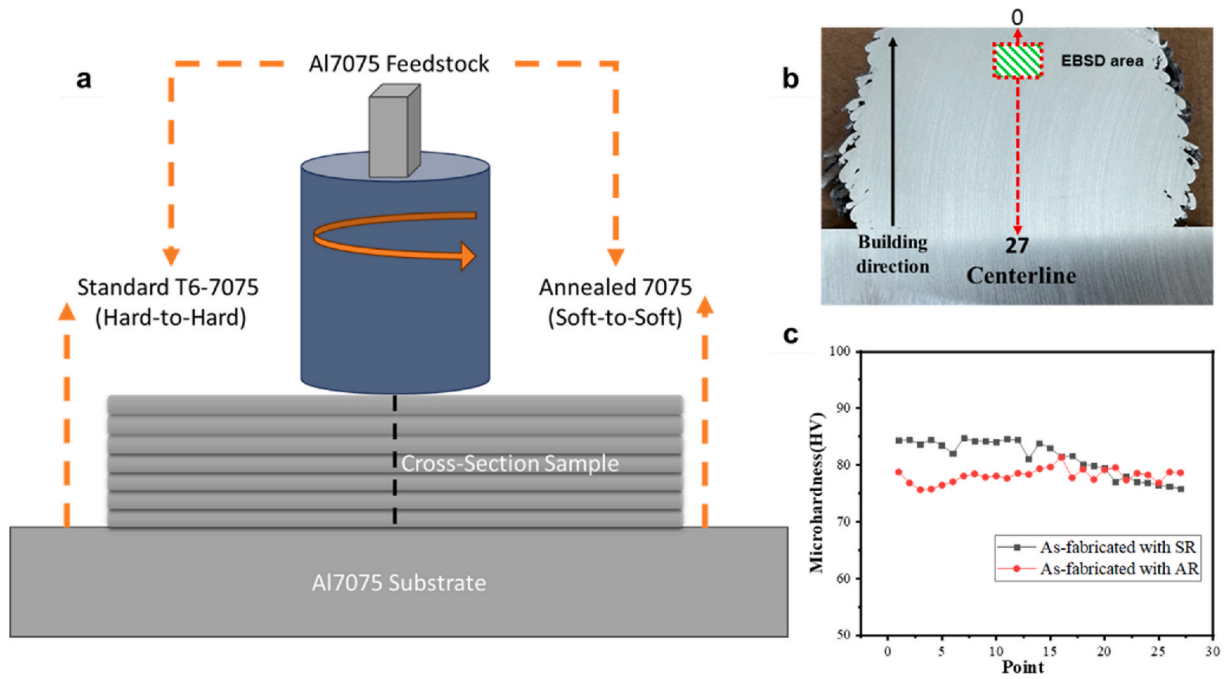 a
Al7075 Feedstock
Standard T6-7075
(Hard-to-Hard)
Annealed 7075
(Soft-to-Soft)
Cross-Section Sample
Al7075 Substrate
b
0
EBSD area
Building
direction
27
Centerline
c
100
90
80
70
60
50
Microhardness(HV)
As-fabricated with SR
As-fabricated with AR
0 5 10 15 20 25 30
Point